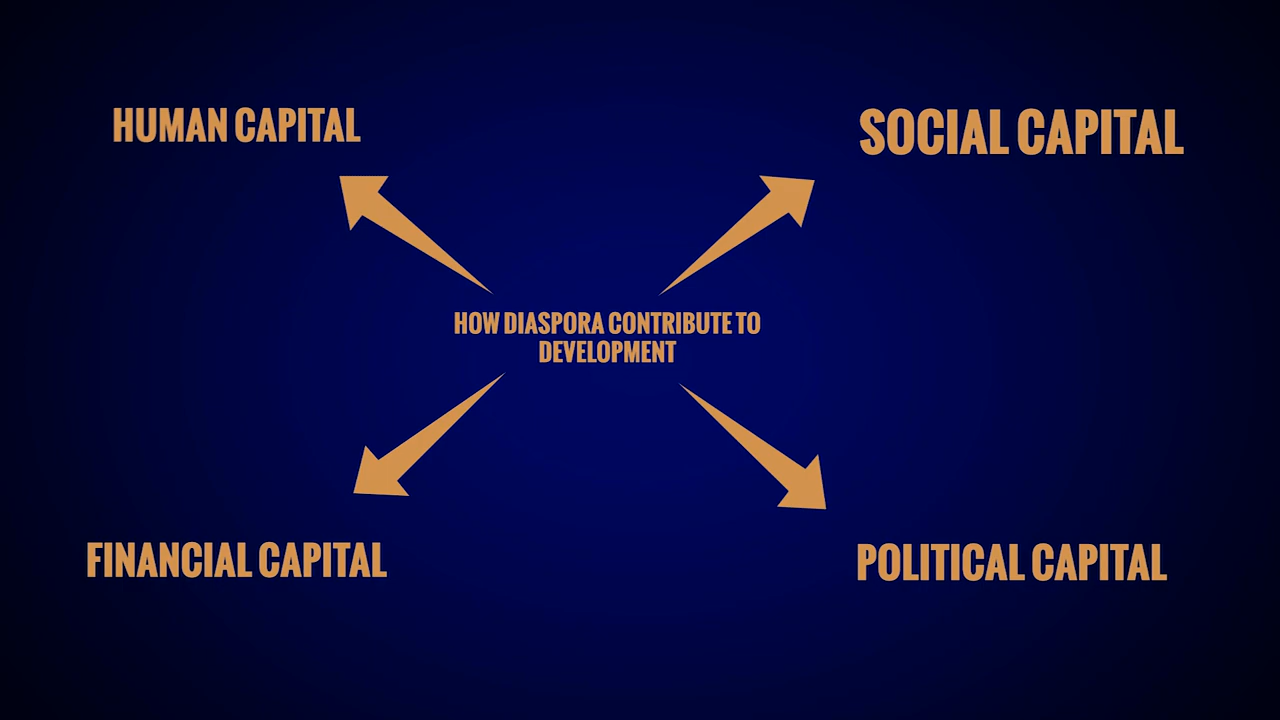 HUMAN CAPITAL
SOCIAL CAPITAL
HOW DIASPORA CONTRIBUTE TO
DEVELOPMENT
FINANCIAL CAPITAL
POLITICAL CAPITAL